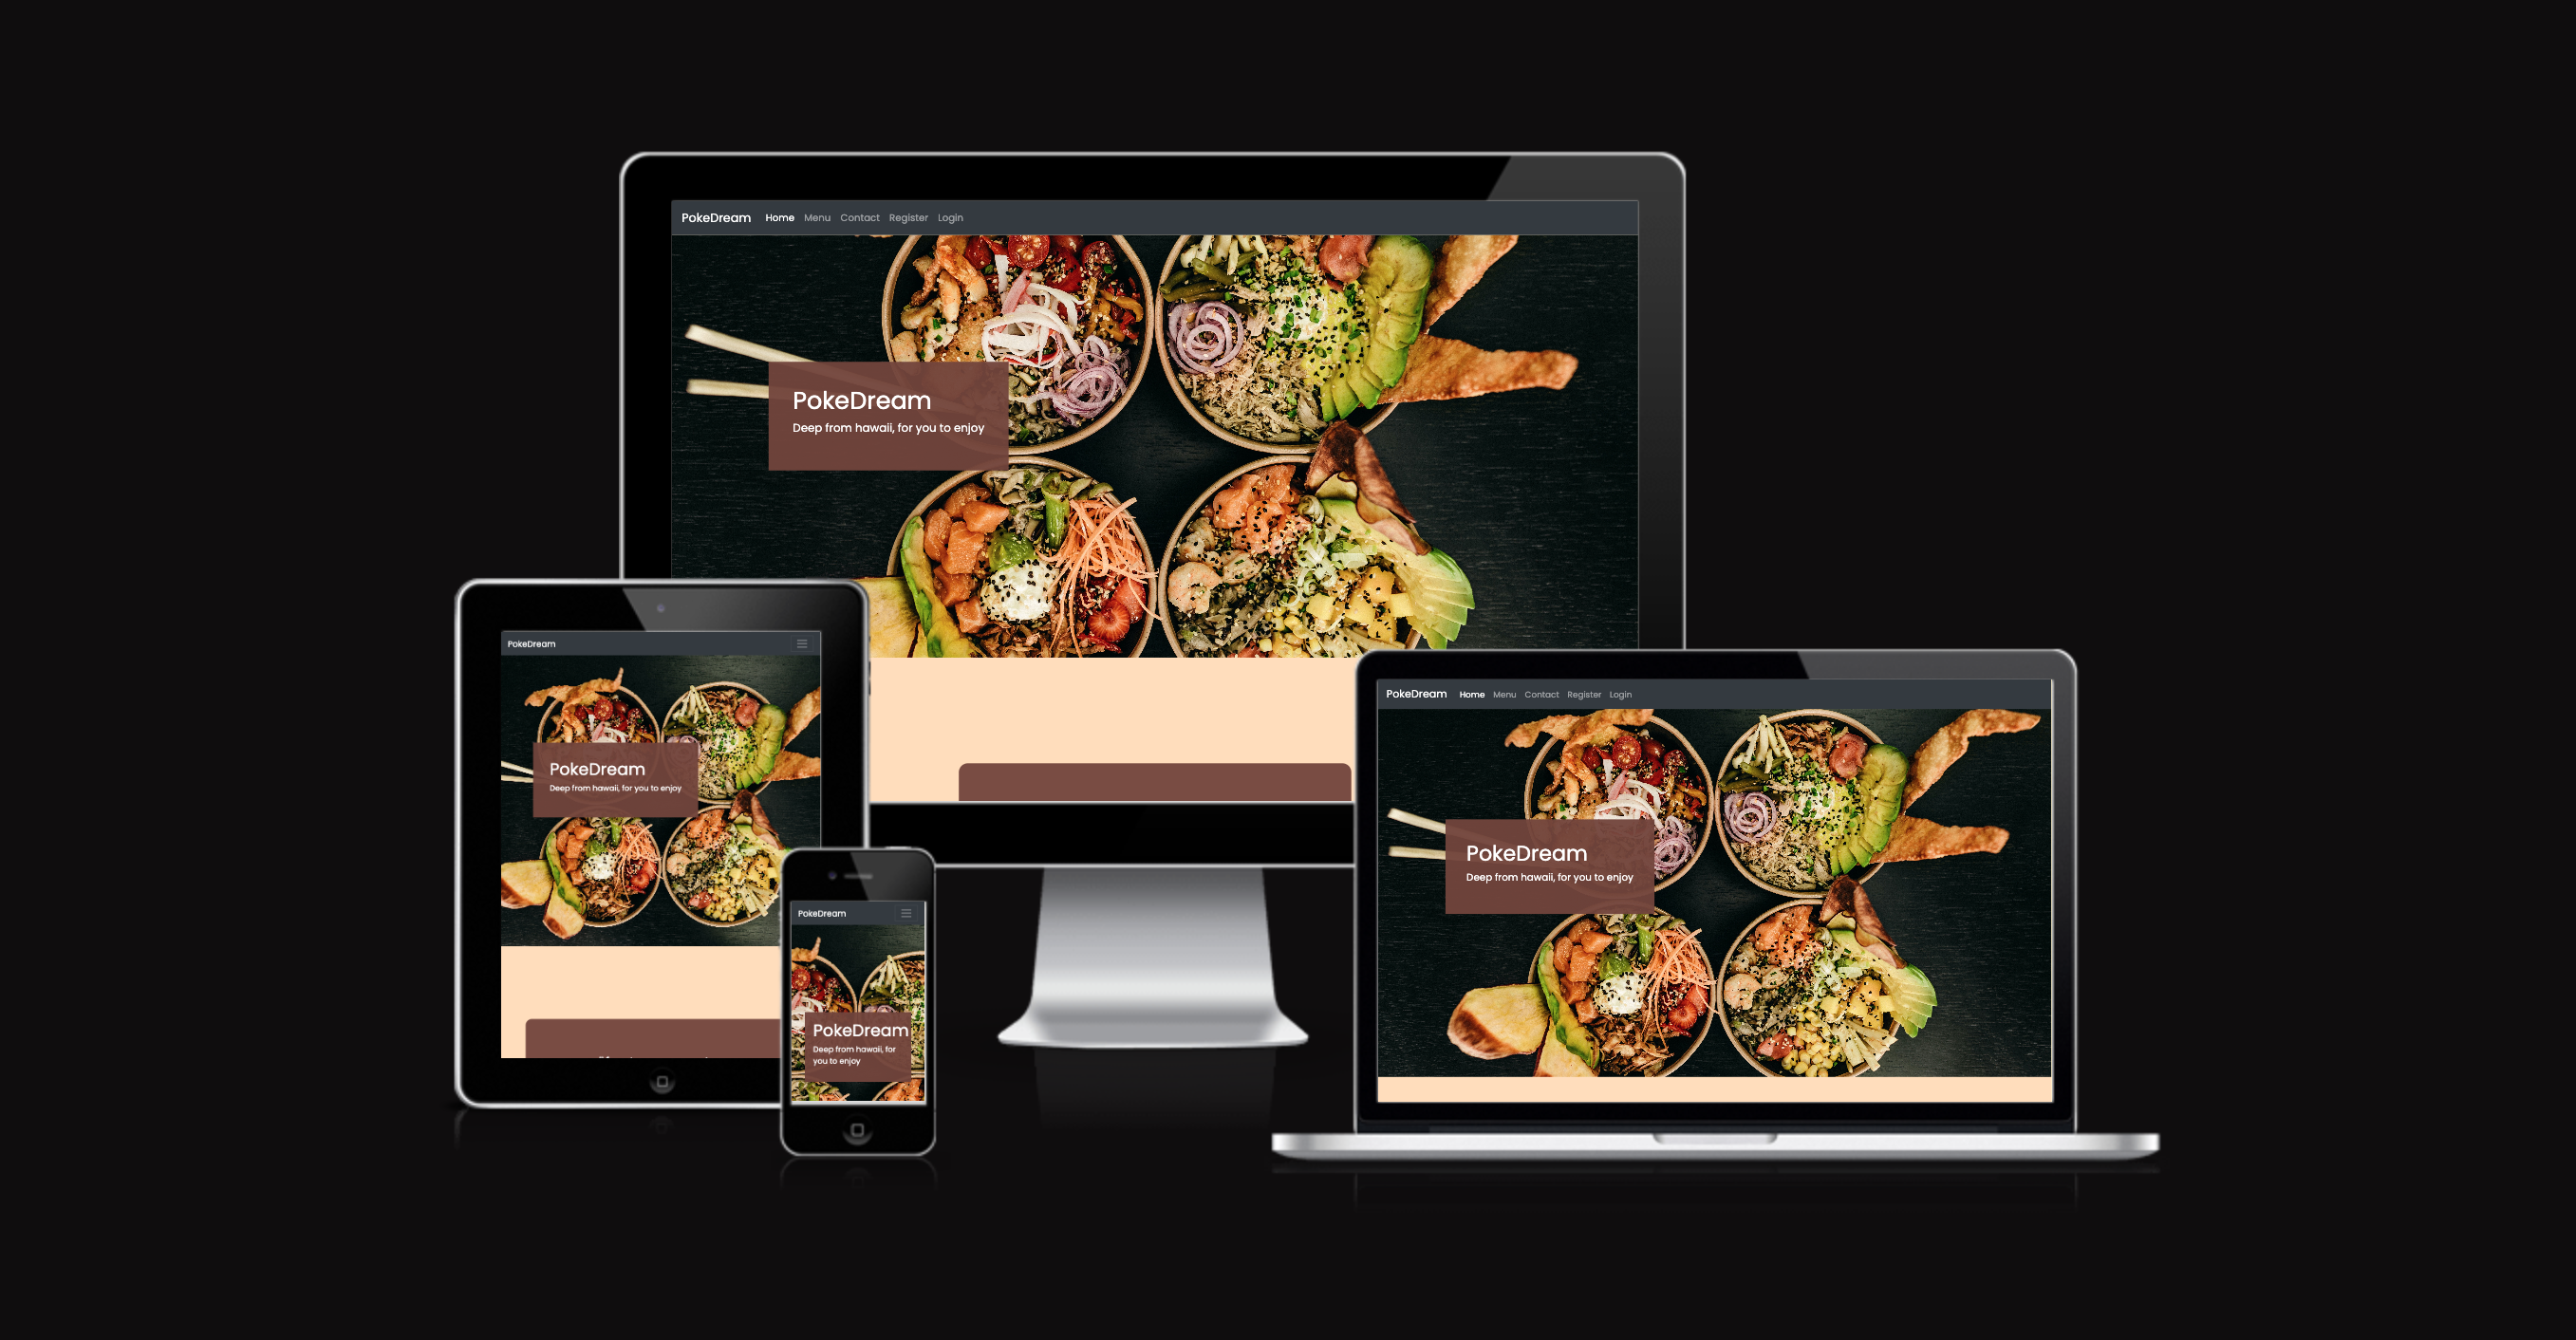 PokeDream Home Menu Contact Register Login
PokeDream
Deep from hawaii, for you to enjoy
PokeDream
PokeDream
Deep from hawaii, for you to enjoy
PokeDream
PokeDream
Deep from hawaii, for
you to enjoy
PokeDream Home Menu Contact Register Login
PokeDream
Deep from hawaii, for you to enjoy